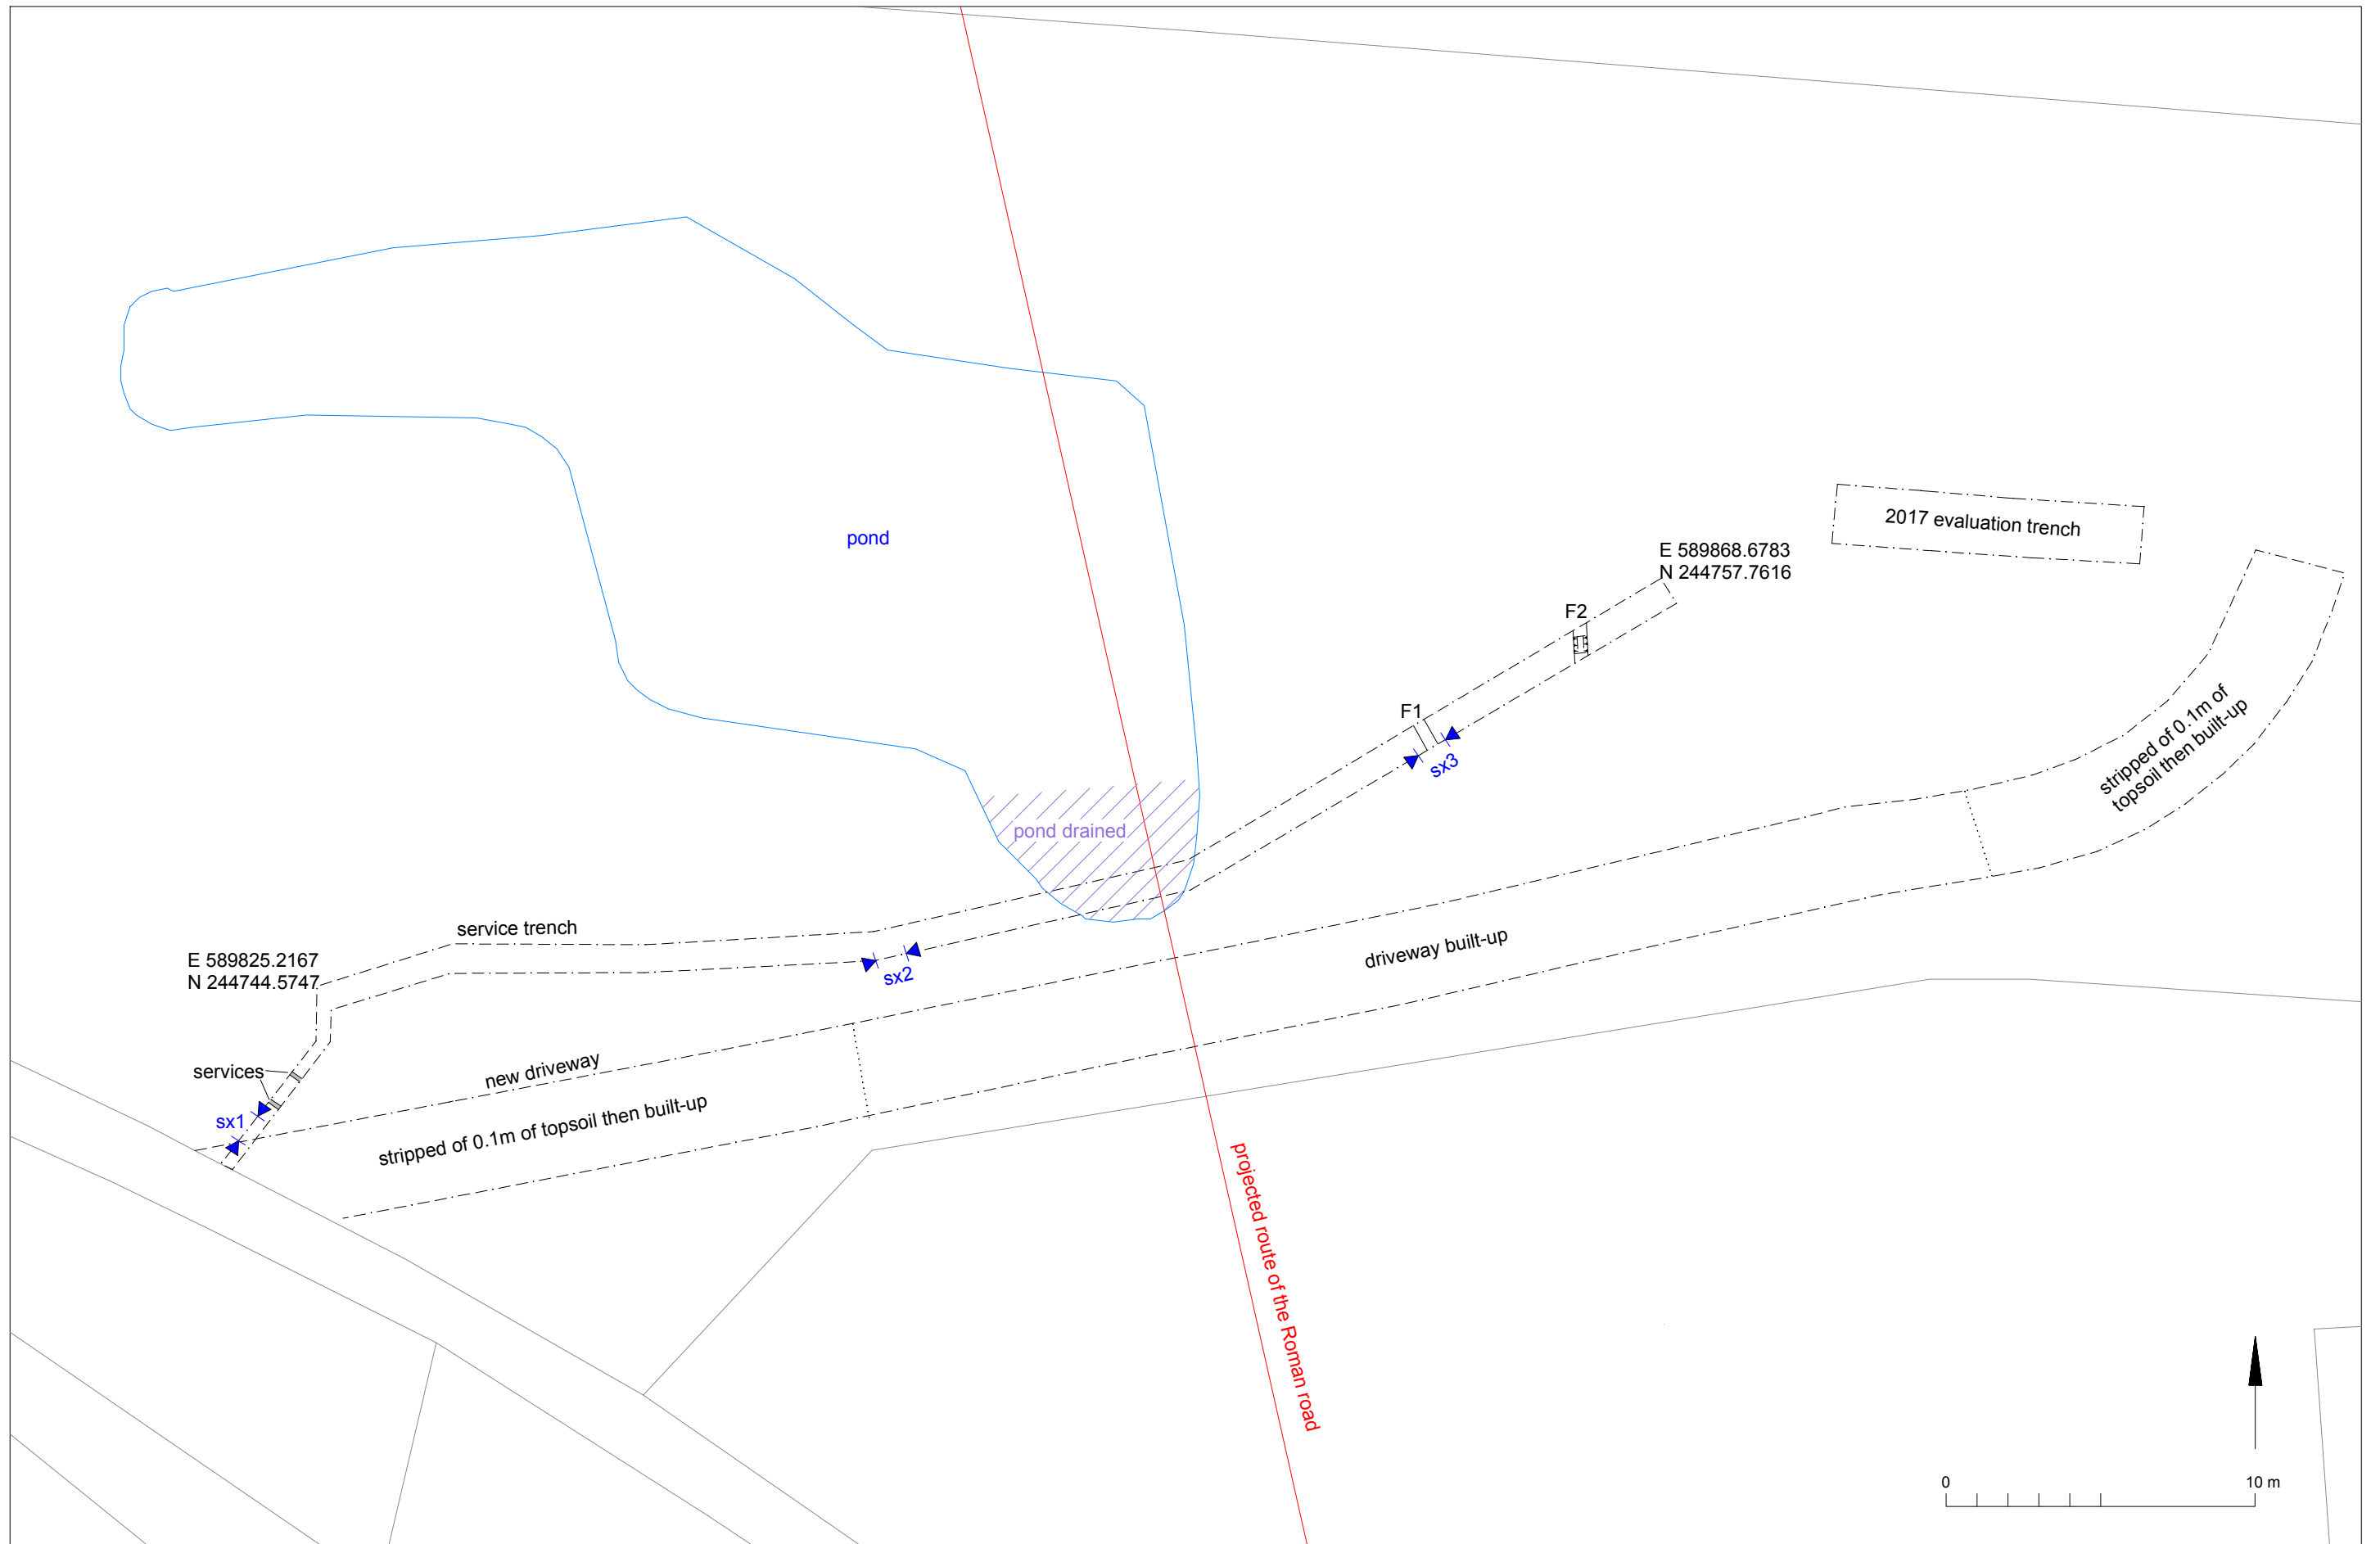 2017 evaluation trench
pond
E 589868.6783
N 244757.7616
F2
F1
sx3
stripped of 0.1m of
topsoil then built-up
pond drained
service trench
driveway built-up
E 589825.2167
N 244744.5747
sx2
services
new driveway
sx1
stripped of 0.1m of topsoil then built-up
projected route of the Roman road
0
10 m